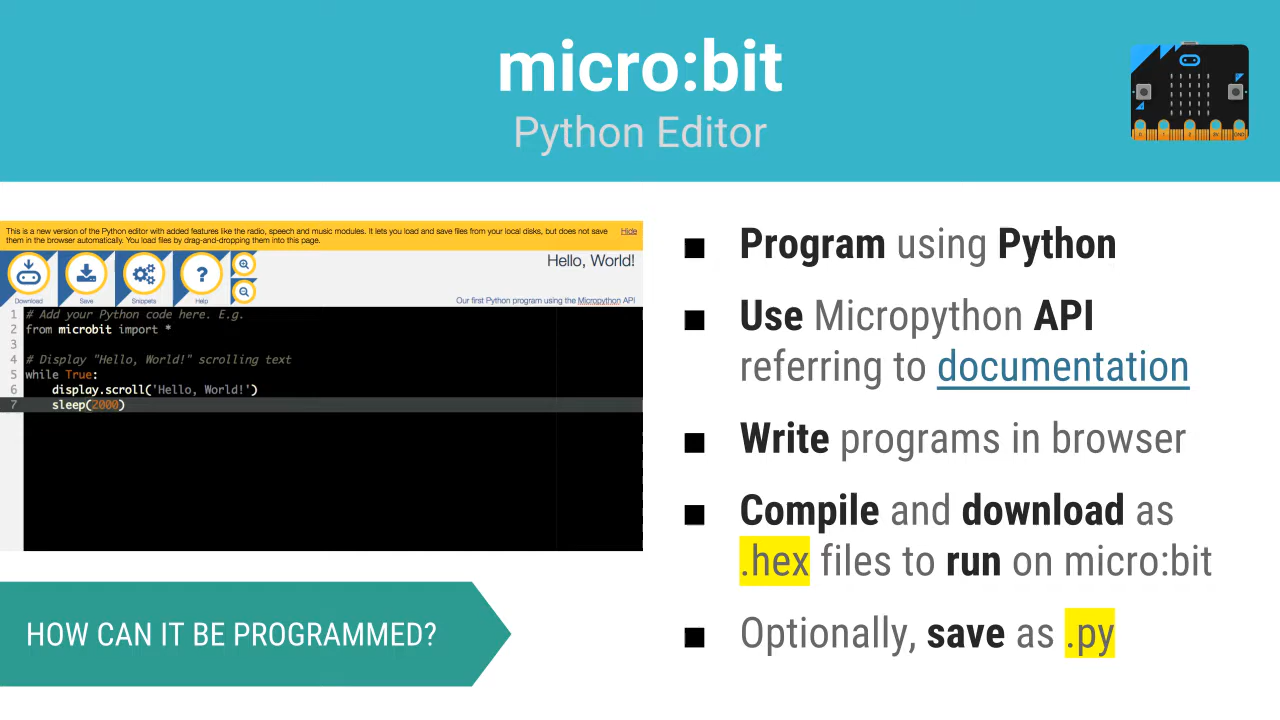 micro:bit
Python Editor
This is a new version of the Python editor with added features like the radio, speech and music modules. It lets you load and save files from your local disks, but does not save
them in the browser automatically. You load files by drag-and-dropping them into this page.
Hide
Download
Save
Snippets
?
Help
Hello, World!
Our first Python program using the Micropython API
1 # Add your Python code here. E.g.
2 from microbit import *
3
4 # Display "Hello, World!" scrolling text
5 while True:
6 display.scroll('Hello, World!')
7 sleep(2000)
HOW CAN IT BE PROGRAMMED?
■ Program using Python
■ Use Micropython API
referring to documentation
■ Write programs in browser
■ Compile and download as
.hex files to run on micro:bit
■ Optionally, save as .py
0 1 2 3V GND